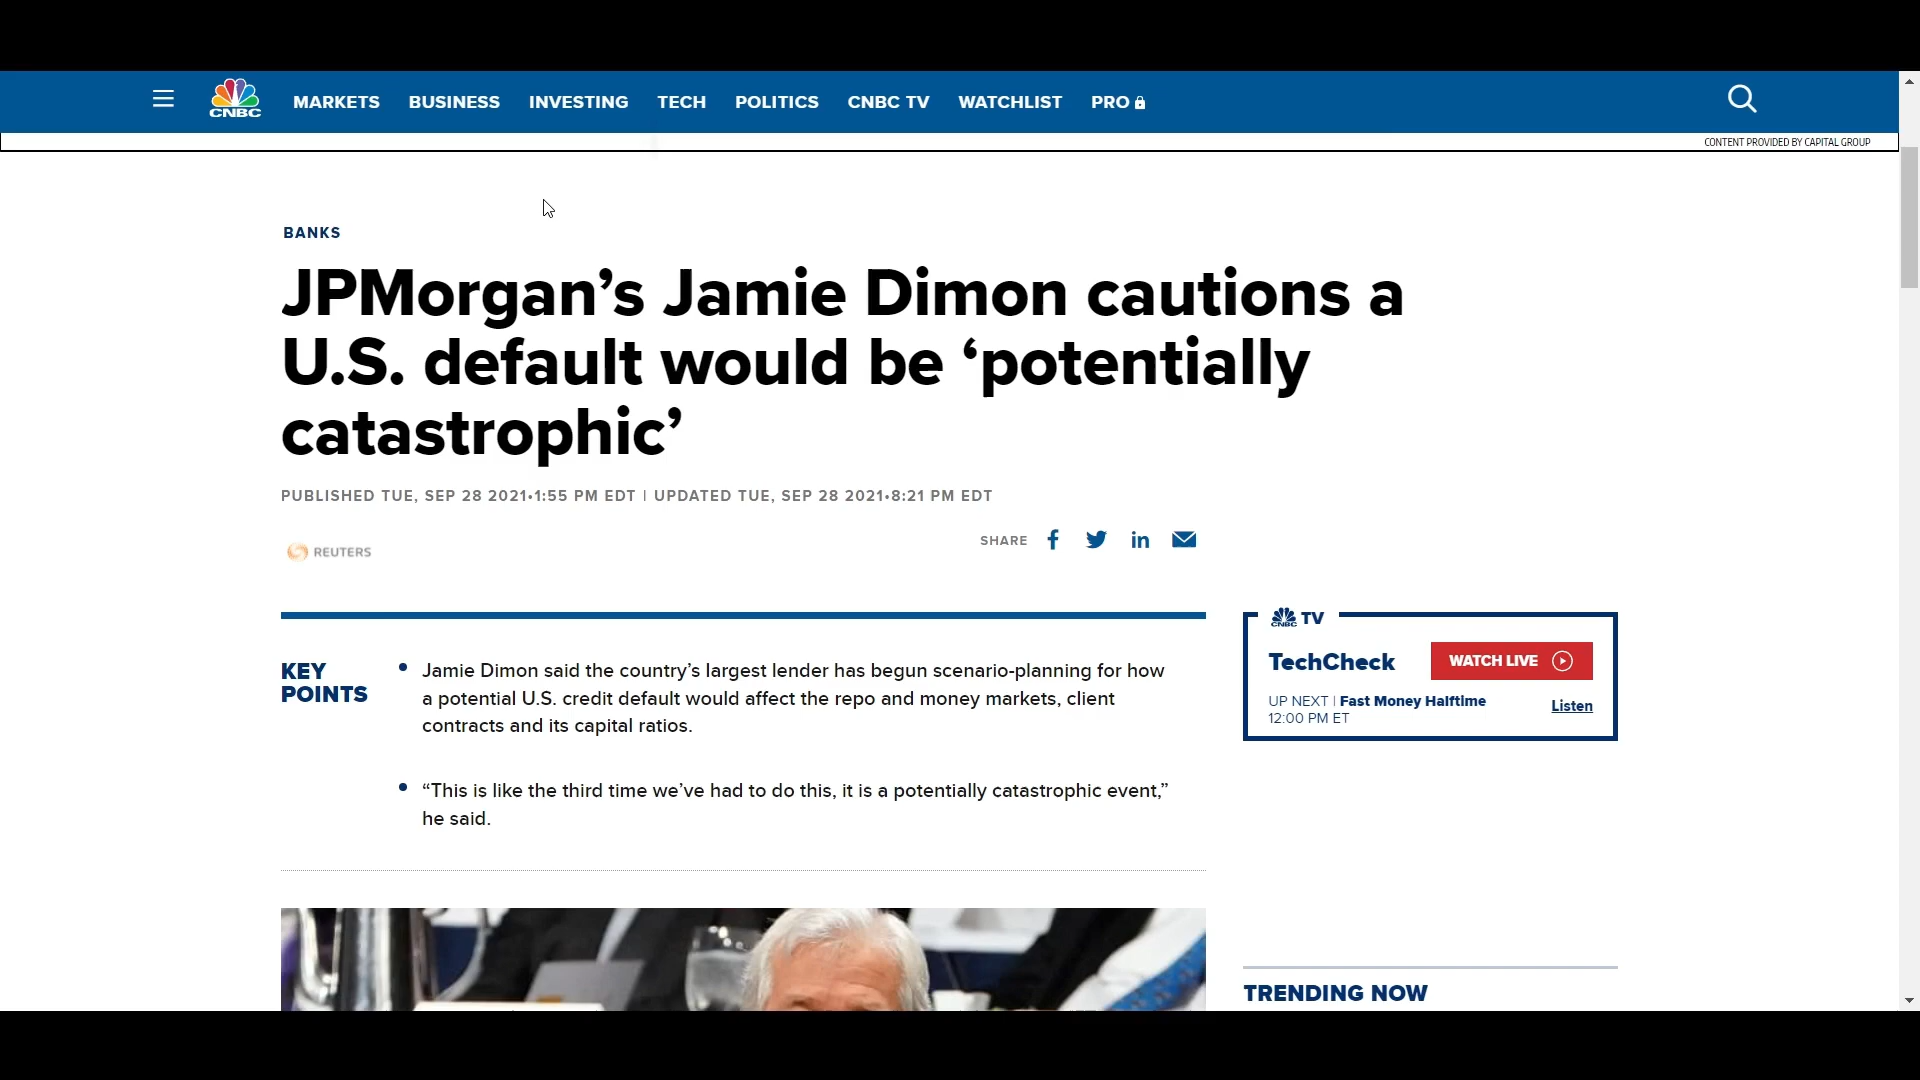 CNBC MARKETS BUSINESS INVESTING TECH POLITICS CNBC TV WATCHLIST PRO
CONTENT PROVIDED BY CAPITAL GROUP
BANKS
JPMorgan’s Jamie Dimon cautions a
U.S. default would be ‘potentially
catastrophic’
PUBLISHED TUE, SEP 28 2021•1:55 PM EDT | UPDATED TUE, SEP 28 2021•8:21 PM EDT
REUTERS
SHARE
KEY
POINTS
Jamie Dimon said the country’s largest lender has begun scenario-planning for how
a potential U.S. credit default would affect the repo and money markets, client
contracts and its capital ratios.
“This is like the third time we’ve had to do this, it is a potentially catastrophic event,”
he said.
CNBC TV
TechCheck
WATCH LIVE
UP NEXT | Fast Money Halftime
12:00 PM ET
Listen
TRENDING NOW